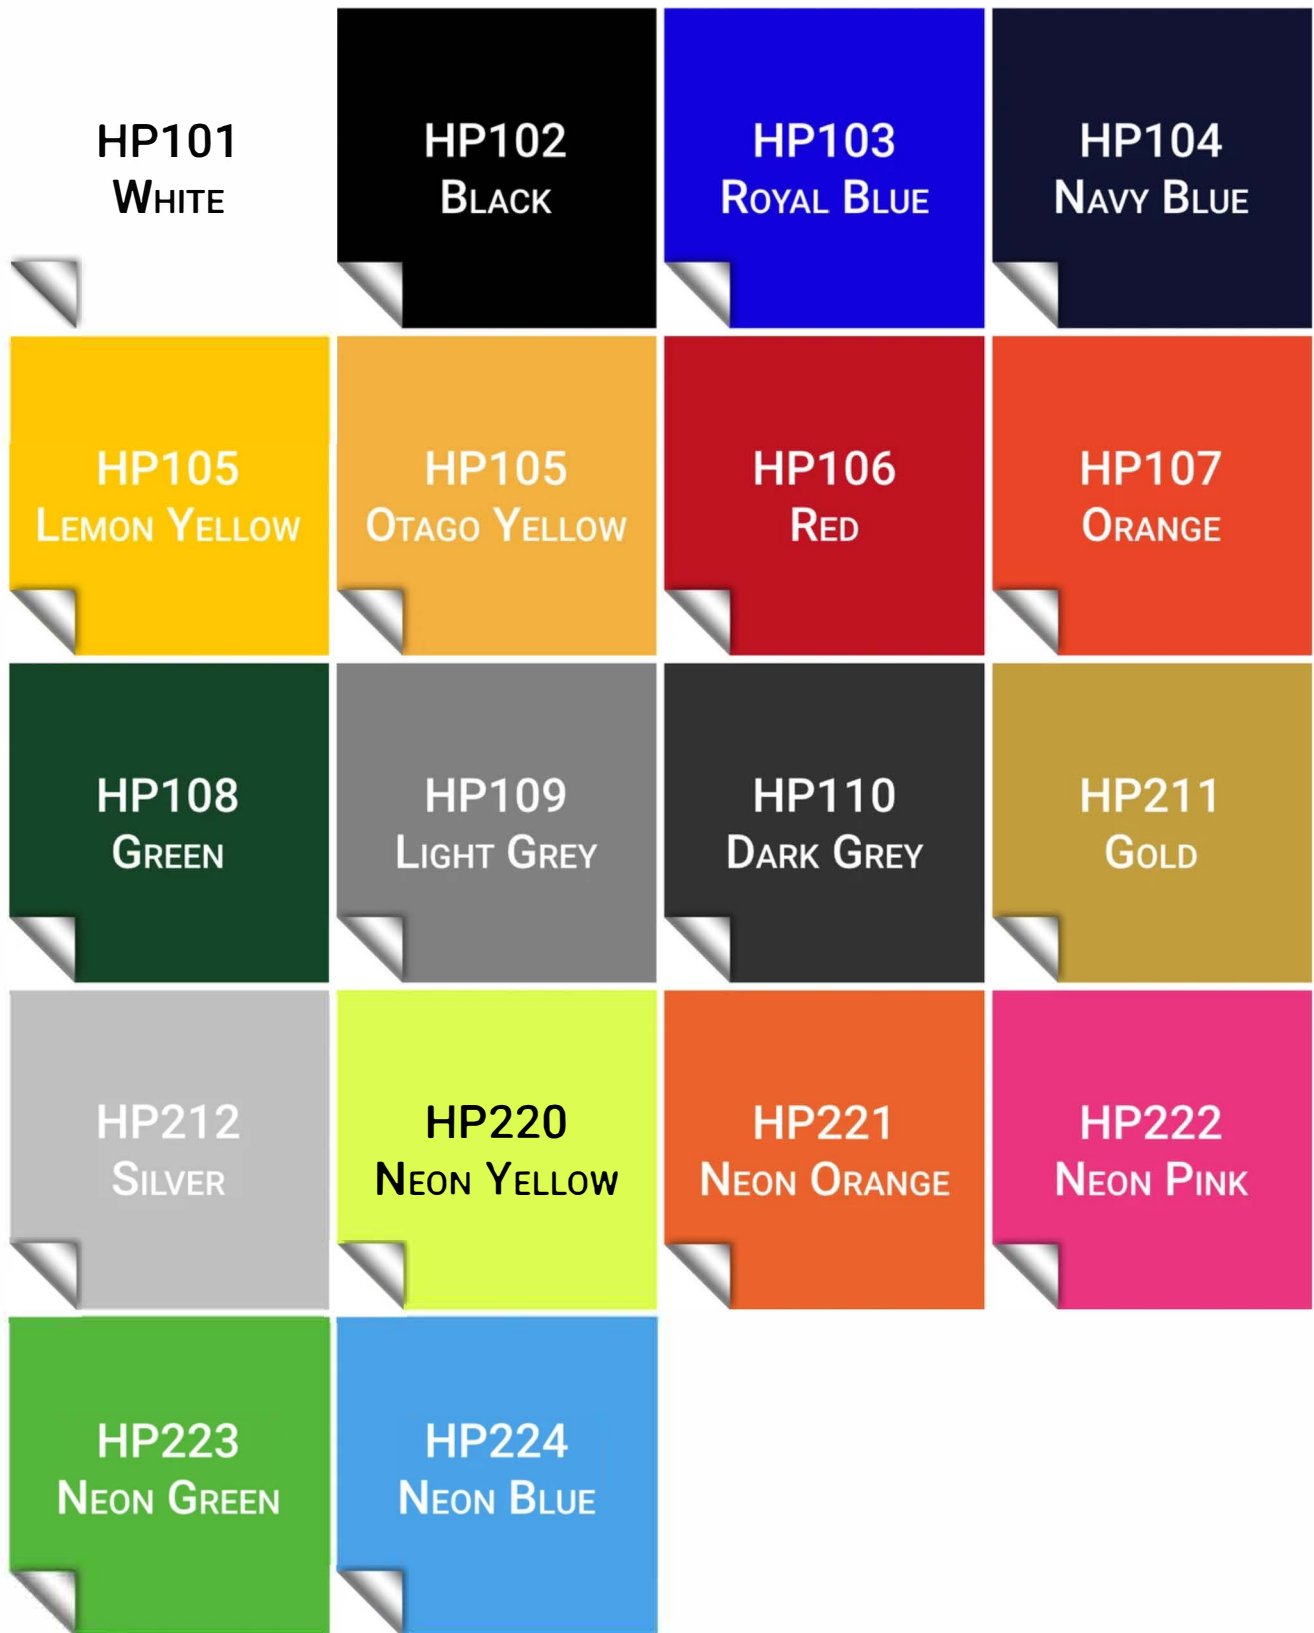 HP101
White
HP102
Black
HP103
Royal Blue
HP104
Navy Blue
HP105
Lemon Yellow
HP105
Otago Yellow
HP106
Red
HP107
Orange
HP108
Green
HP109
Light Grey
HP110
Dark Grey
HP211
Gold
HP212
Silver
HP220
Neon Yellow
HP221
Neon Orange
HP222
Neon Pink
HP223
Neon Green
HP224
Neon Blue